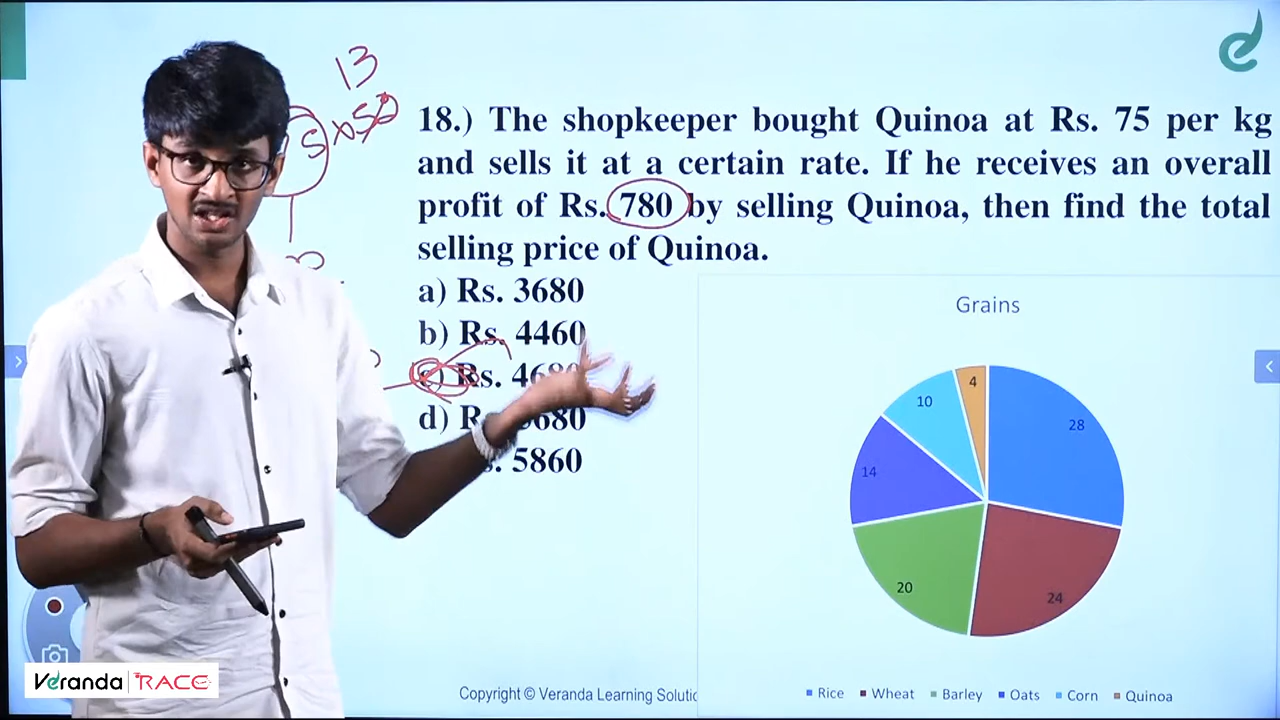 13
5 x 52
18.) The shopkeeper bought Quinoa at Rs. 75 per kg
and sells it at a certain rate. If he receives an overall
profit of Rs. 780 by selling Quinoa, then find the total
selling price of Quinoa.
a) Rs. 3680
b) Rs. 4460
c) Rs.
d)
5860
Grains
4
10
28
14
20
24
Rice Wheat Barley Oats Corn Quinoa
Veranda RACE
Copyright © Veranda Learning